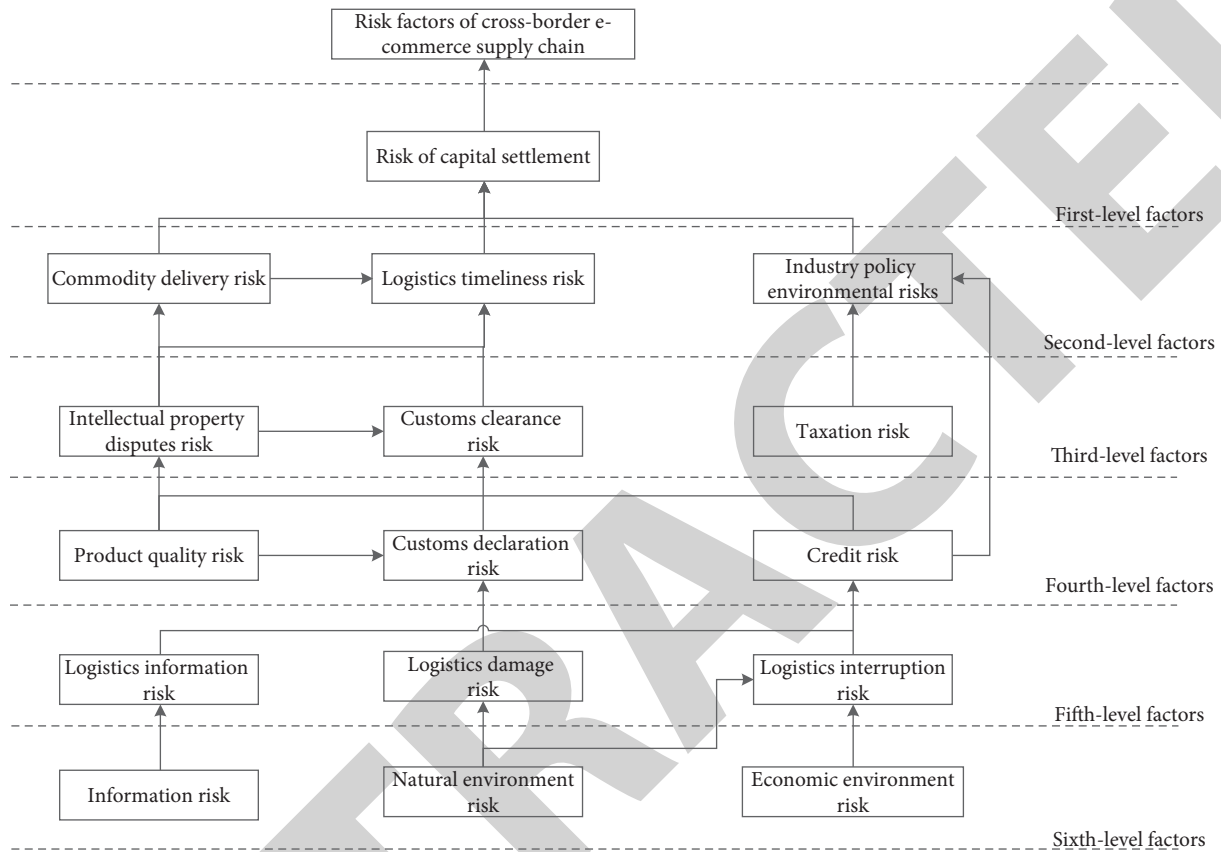 Risk factors of cross-border e-
commerce supply chain
Risk of capital settlement
First-level factors
Commodity delivery risk
Logistics timeliness risk
Industry policy
environmental risks
Second-level factors
Intellectual property
disputes risk
Customs clearance
risk
Taxation risk
Third-level factors
Product quality risk
Customs declaration
risk
Credit risk
Fourth-level factors
Logistics information
risk
Logistics damage
risk
Logistics interruption
risk
Fifth-level factors
Information risk
Natural environment
risk
Economic environment
risk
Sixth-level factors
TRACTE